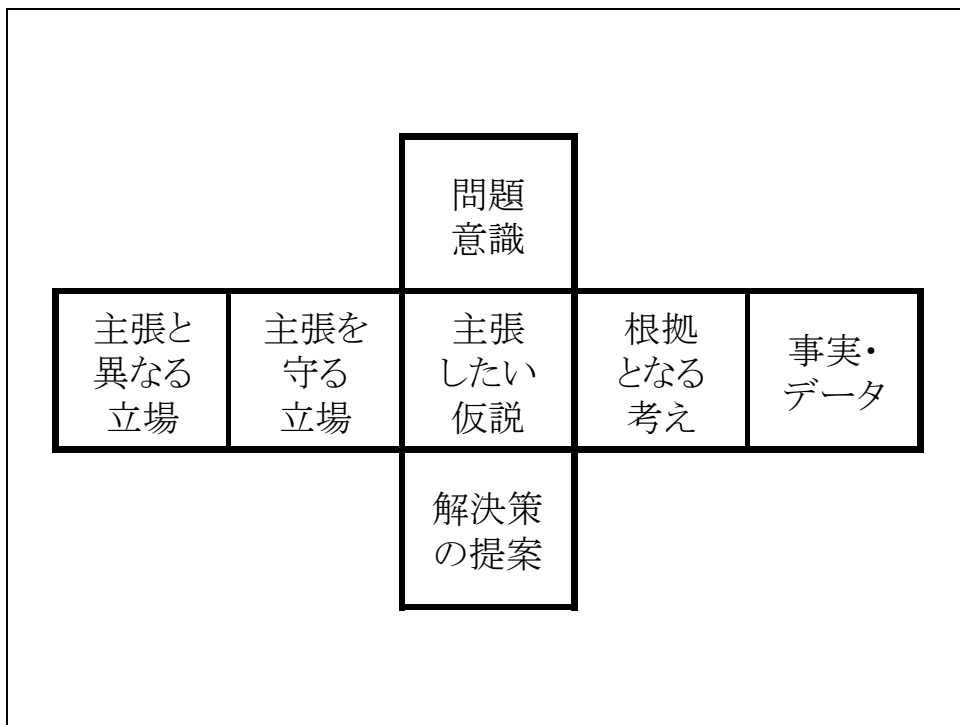 問題
意識
主張と
異なる
立場
主張を
守る
立場
主張
したい
仮説
根拠
となる
考え
事実・
データ
解決策
の提案